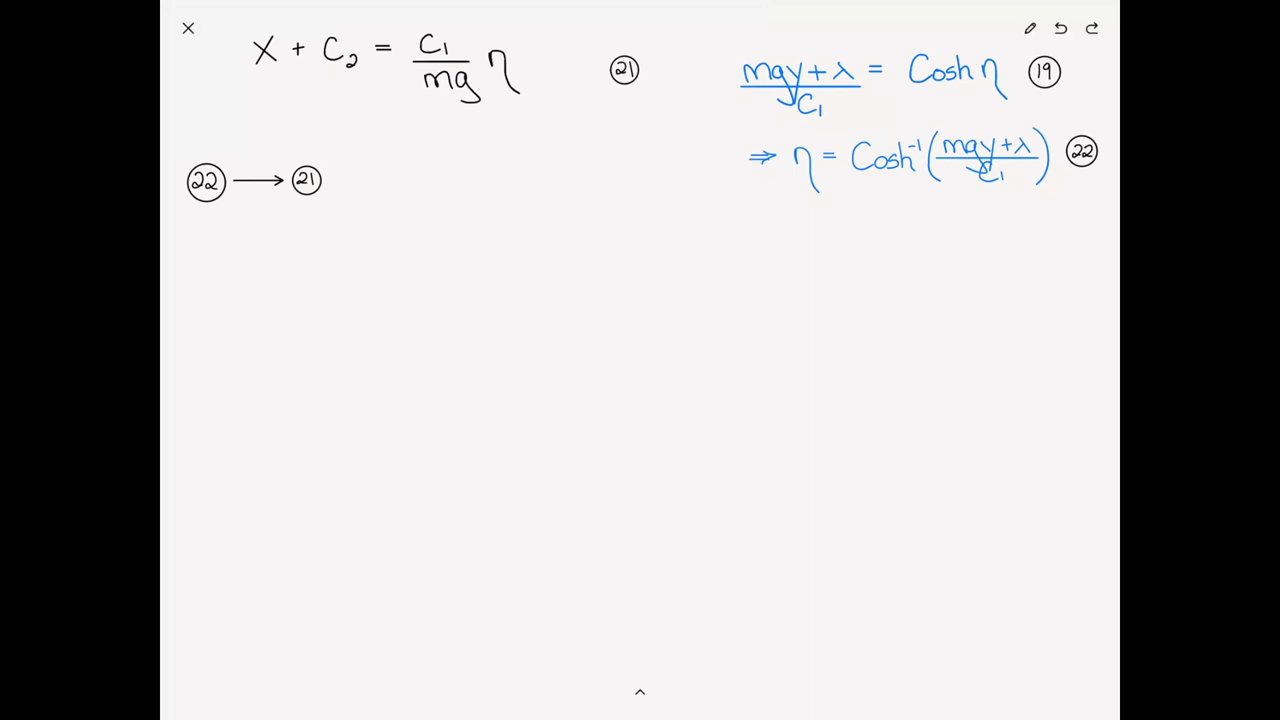 x + C₂ = C₁/mg η ㉑
(mgy + λ)/C₁ = Cosh η ⑲
⇒ η = Cosh⁻¹((mgy + λ)/C₁) ㉒
㉒ ⟶ ㉑